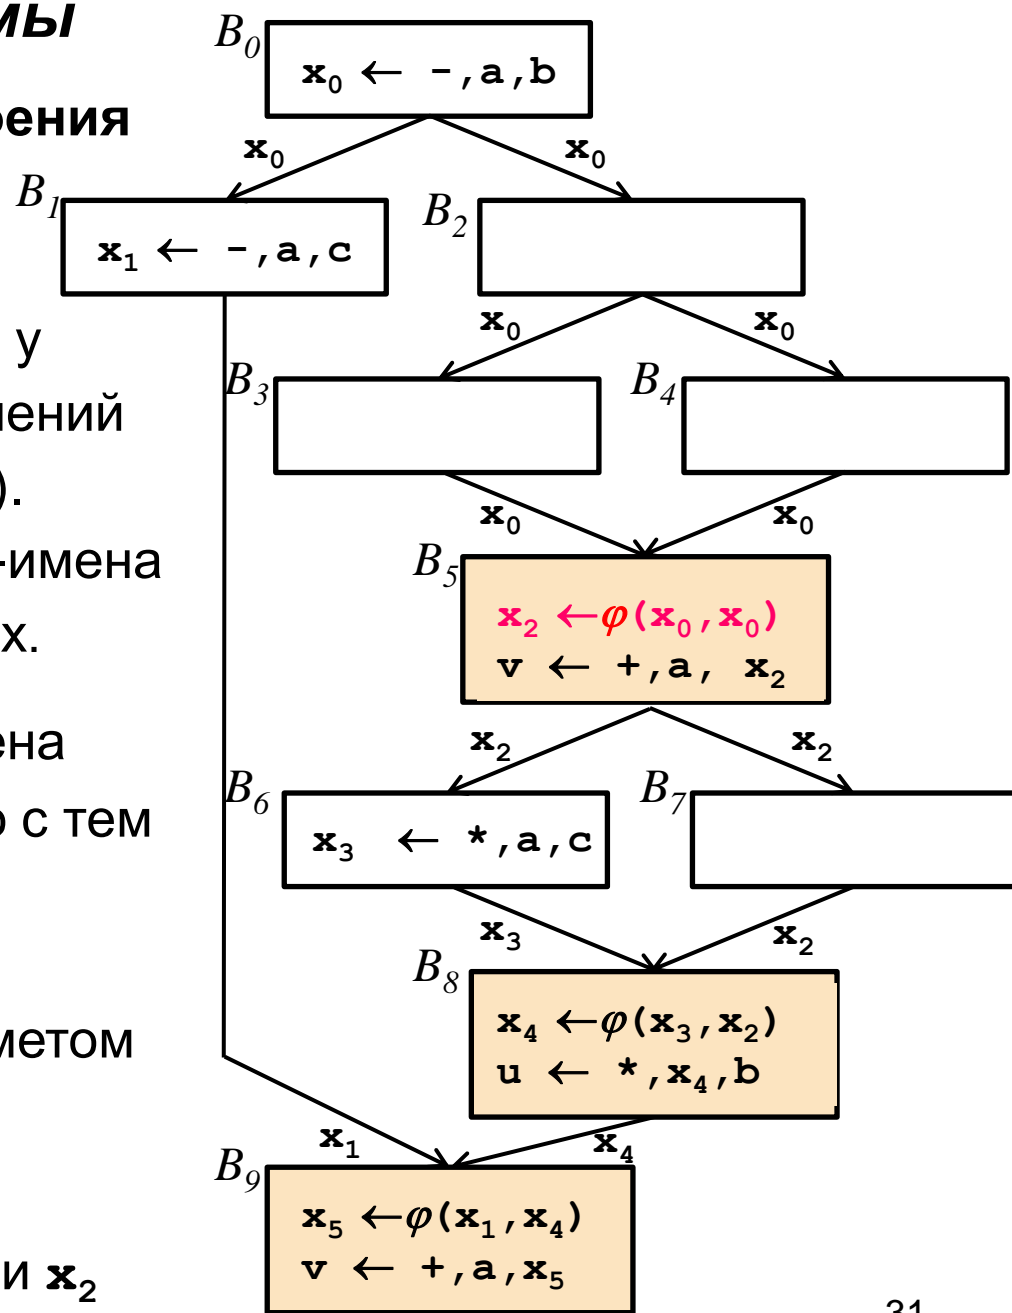 мы
B₀
x₀ ← -,a,b
рения
x₀ x₀
B₁
x₁ ← -,a,c
B₂
у
x₀ x₀
B₃ B₄
ений
).
x₀ x₀
-имена
B₅
x₂ ←φ(x₀,x₀)
х.
v ← +,a, x₂
ена
x₂ x₂
B₆ B₇
о с тем
x₃ ← *,a,c
x₃ x₂
B₈
x₄ ←φ(x₃,x₂)
метом
u ← *,x₄,b
x₁ x₄
B₉
x₅ ←φ(x₁,x₄)
и x₂
v ← +,a,x₅
31